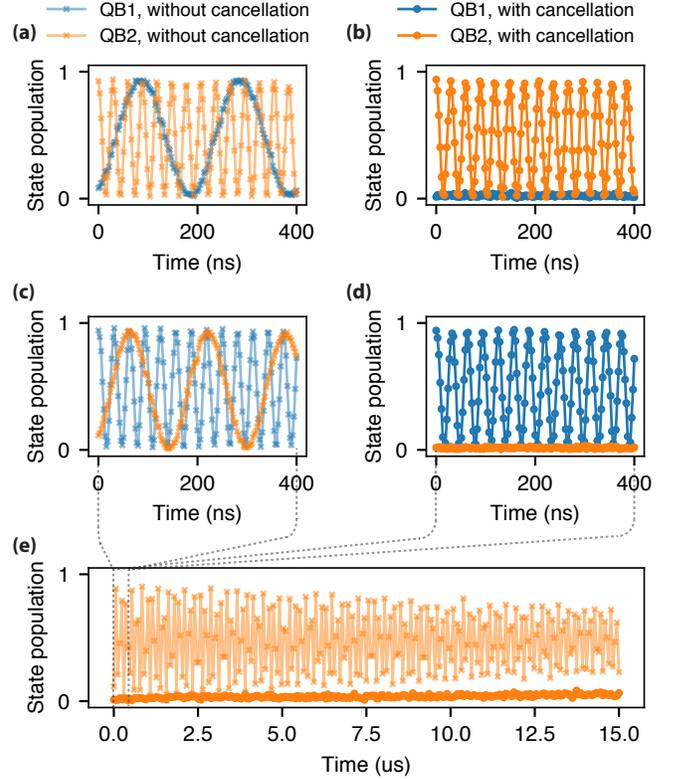 QB1, without cancellation
QB2, without cancellation
QB1, with cancellation
QB2, with cancellation
(a)
State population
1
0
0 200 400
Time (ns)
(b)
State population
1
0
0 200 400
Time (ns)
(c)
State population
1
0
0 200 400
Time (ns)
(d)
State population
1
0
0 200 400
Time (ns)
(e)
State population
1
0
0.0 2.5 5.0 7.5 10.0 12.5 15.0
Time (us)